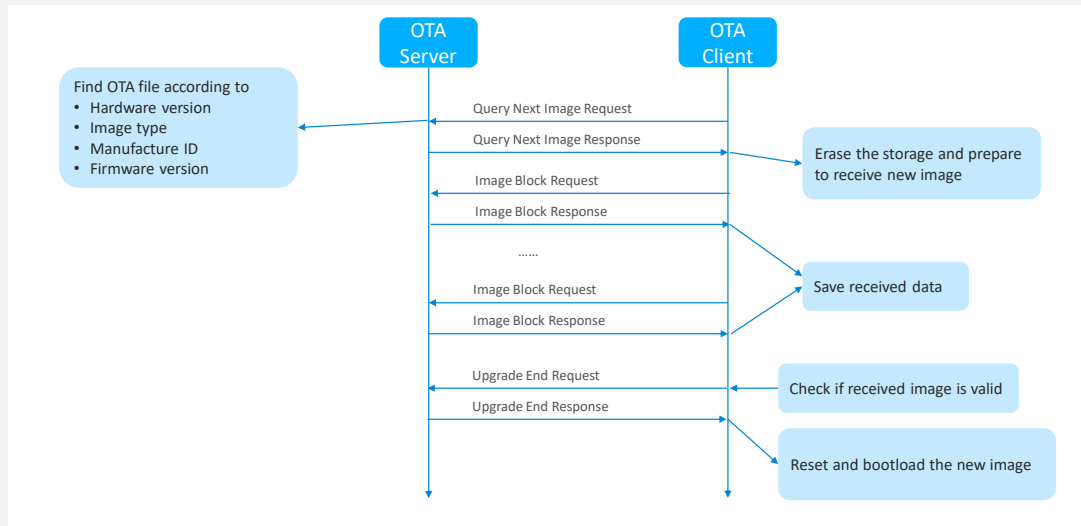 OTA
Server
OTA
Client
Find OTA file according to
• Hardware version
• Image type
• Manufacture ID
• Firmware version
Query Next Image Request
Query Next Image Response
Erase the storage and prepare
to receive new image
Image Block Request
Image Block Response
......
Save received data
Image Block Request
Image Block Response
Upgrade End Request
Check if received image is valid
Upgrade End Response
Reset and bootload the new image